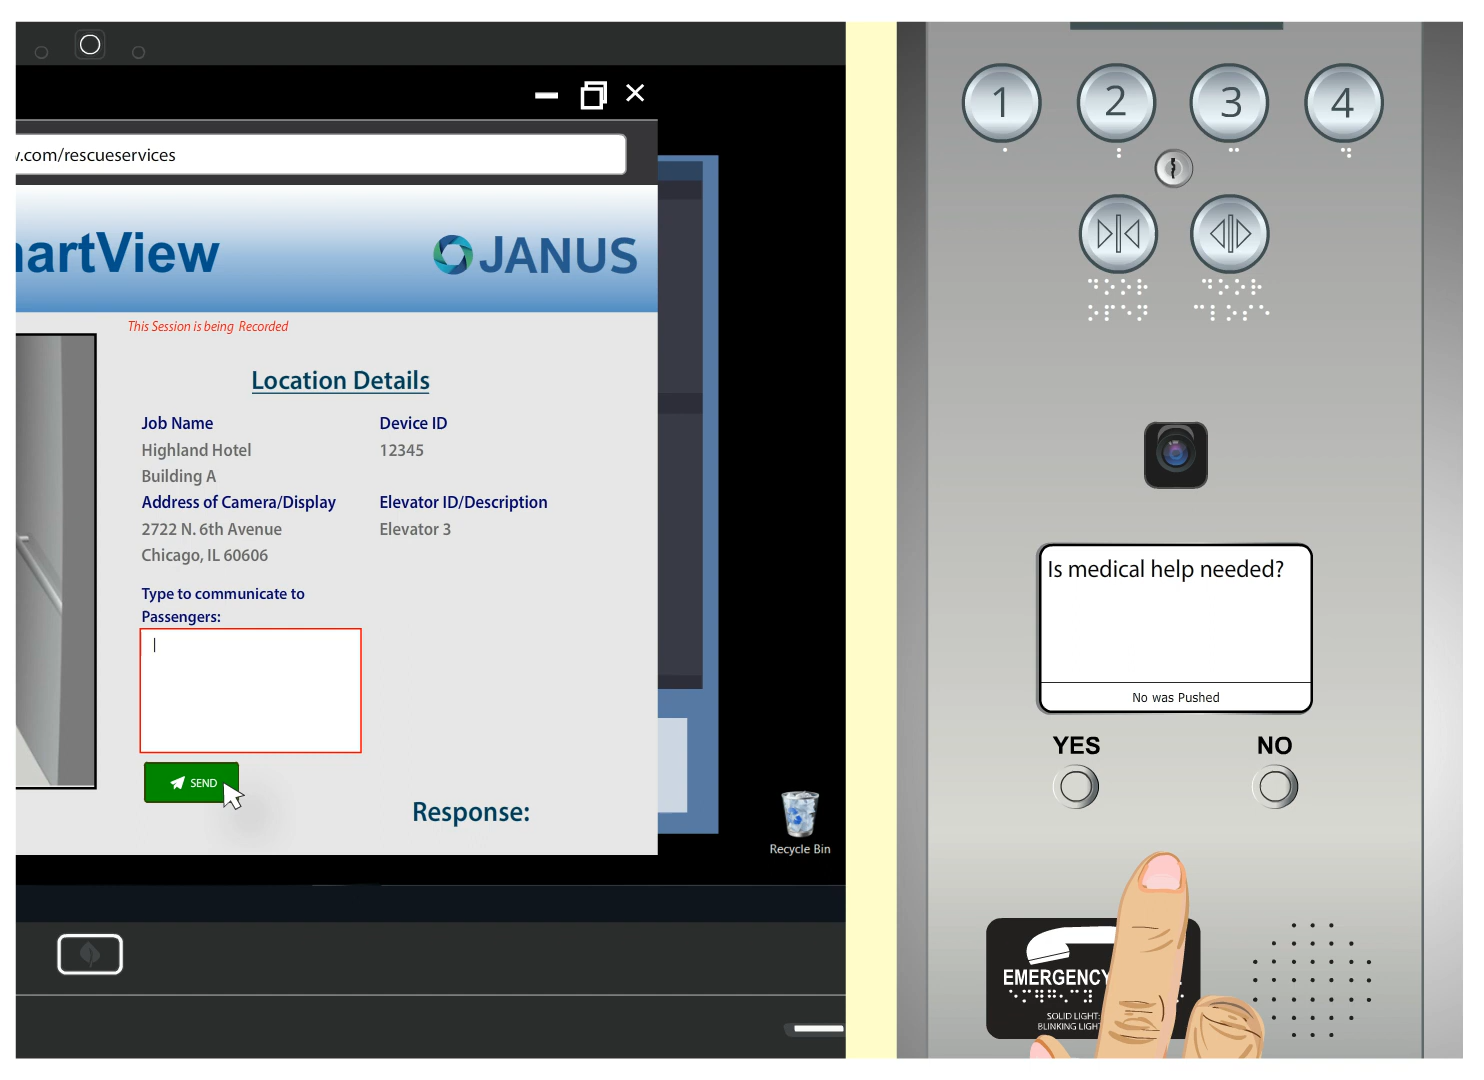 v.com/rescueservices
martView
JANUS
This Session is being Recorded
Location Details
Job Name
Highland Hotel
Building A
Device ID
12345
Address of Camera/Display
2722 N. 6th Avenue
Chicago, IL 60606
Elevator ID/Description
Elevator 3
Type to communicate to
Passengers:
SEND
Response:
Recycle Bin
1 2 3 4
Is medical help needed?
No was Pushed
YES NO
EMERGENCY
SOLID LIGHT:
BLINKING LIGHT